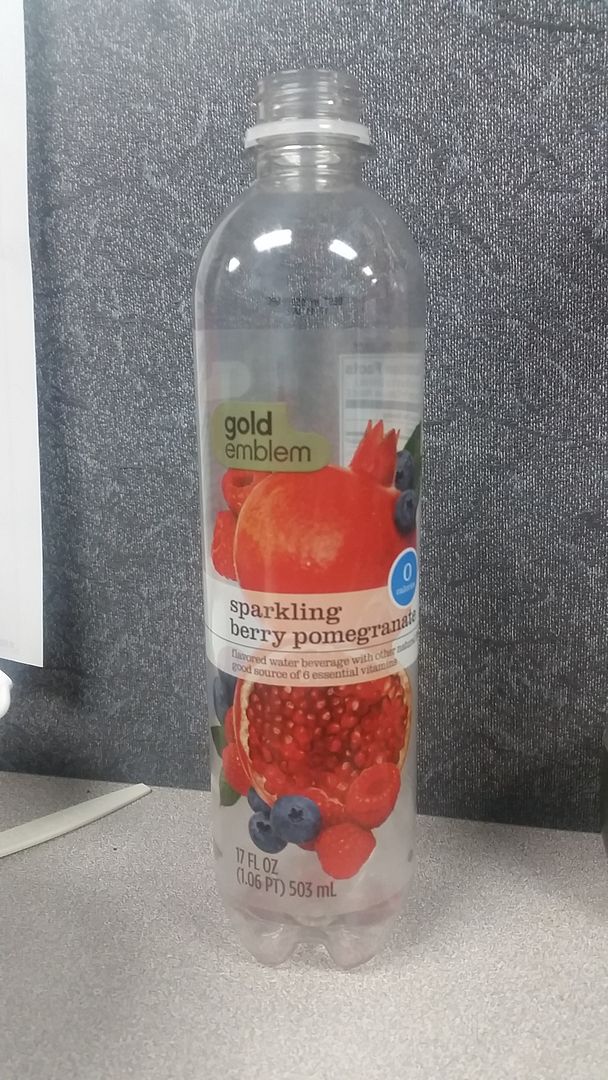 gold
emblem
0
calories
sparkling
berry pomegranate
flavored water beverage with other natural
good source of 6 essential vitamins
17 FL OZ
(1.06 PT) 503 mL